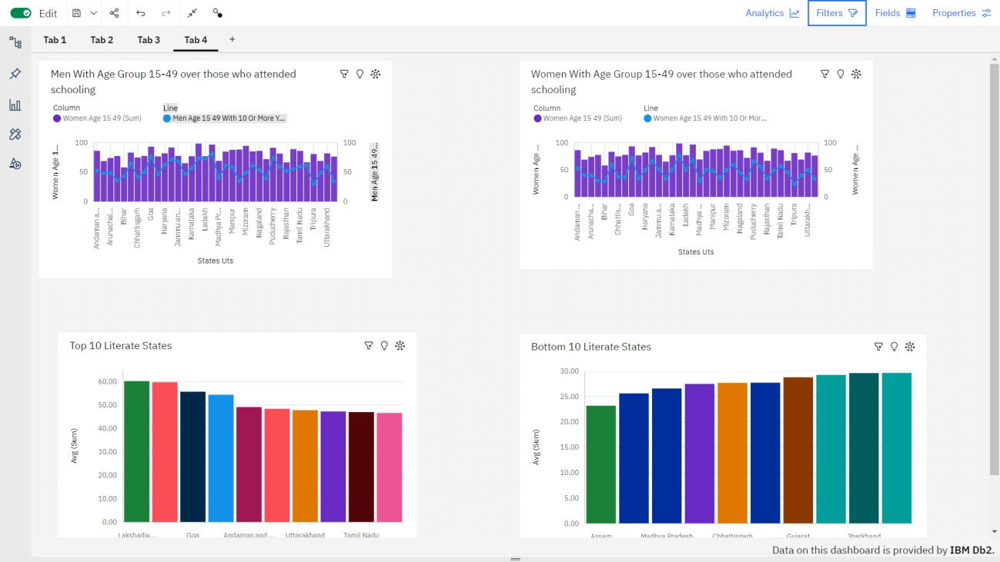 Edit
Analytics
Filters
Fields
Properties
Tab 1
Tab 2
Tab 3
Tab 4
+
Men With Age Group 15-49 over those who attended
schooling
Column
Line
Women Age 15 49 (Sum)
Men Age 15 49 With 10 Or More Y...
Women Age 1...
100
50
0
100
50
0
Men Age 15 49...
Andaman a...
Arunachal...
Bihar
Chhattisgarh
Goa
Haryana
Jammu an...
Karnataka
Ladakh
Madhya Pr...
Manipur
Mizoram
Nagaland
Puducherry
Rajasthan
Tamil Nadu
Tripura
Uttarakhand
States Uts
Women With Age Group 15-49 over those who attended
schooling
Column
Line
Women Age 15 49 (Sum)
Women Age 15 49 With 10 Or Mor...
Women Age ...
100
50
0
100
50
0
Women Age ...
Andaman ...
Arunacha...
Bihar
Chhattis...
Goa
Haryana
Jammu a...
Karnataka
Ladakh
Madhya ...
Manipur
Mizoram
Nagaland
Puducherry
Rajasthan
Tamil Nadu
Tripura
Uttarakh...
States Uts
Top 10 Literate States
Avg (Sum)
60.00
50.00
40.00
30.00
20.00
10.00
0.00
Lakshadw...
Goa
Andaman and ...
Uttarakhand
Tamil Nadu
Bottom 10 Literate States
Avg (Sum)
30.00
25.00
20.00
15.00
10.00
5.00
0.00
Assam
Madhya Pradesh
Chhattisgarh
Gujarat
Jharkhand
Data on this dashboard is provided by IBM Db2.